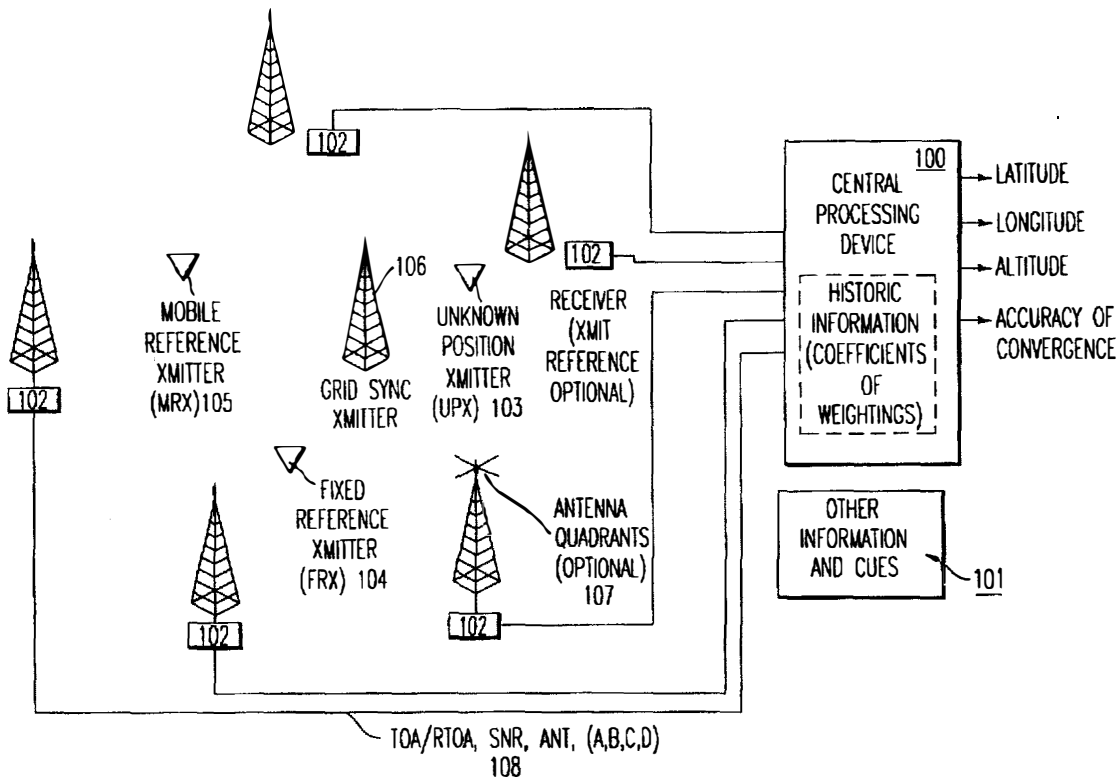 102
100
CENTRAL
PROCESSING
DEVICE
HISTORIC
INFORMATION
(COEFFICIENTS
OF
WEIGHTINGS)
LATITUDE
LONGITUDE
ALTITUDE
ACCURACY OF
CONVERGENCE
102
RECEIVER
(XMIT
REFERENCE
OPTIONAL)
106
GRID SYNC
XMITTER
UNKNOWN
POSITION
XMITTER
(UPX) 103
MOBILE
REFERENCE
XMITTER
(MRX)105
102
FIXED
REFERENCE
XMITTER
(FRX) 104
ANTENNA
QUADRANTS
(OPTIONAL)
107
OTHER
INFORMATION
AND CUES
101
102
102
TOA/RTOA, SNR, ANT, (A,B,C,D)
108